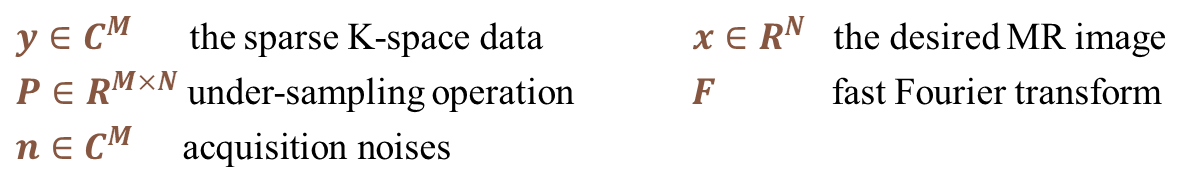 y ∈ C^M the sparse K-space data x ∈ R^N the desired MR image
P ∈ R^{M×N} under-sampling operation F fast Fourier transform
n ∈ C^M acquisition noises